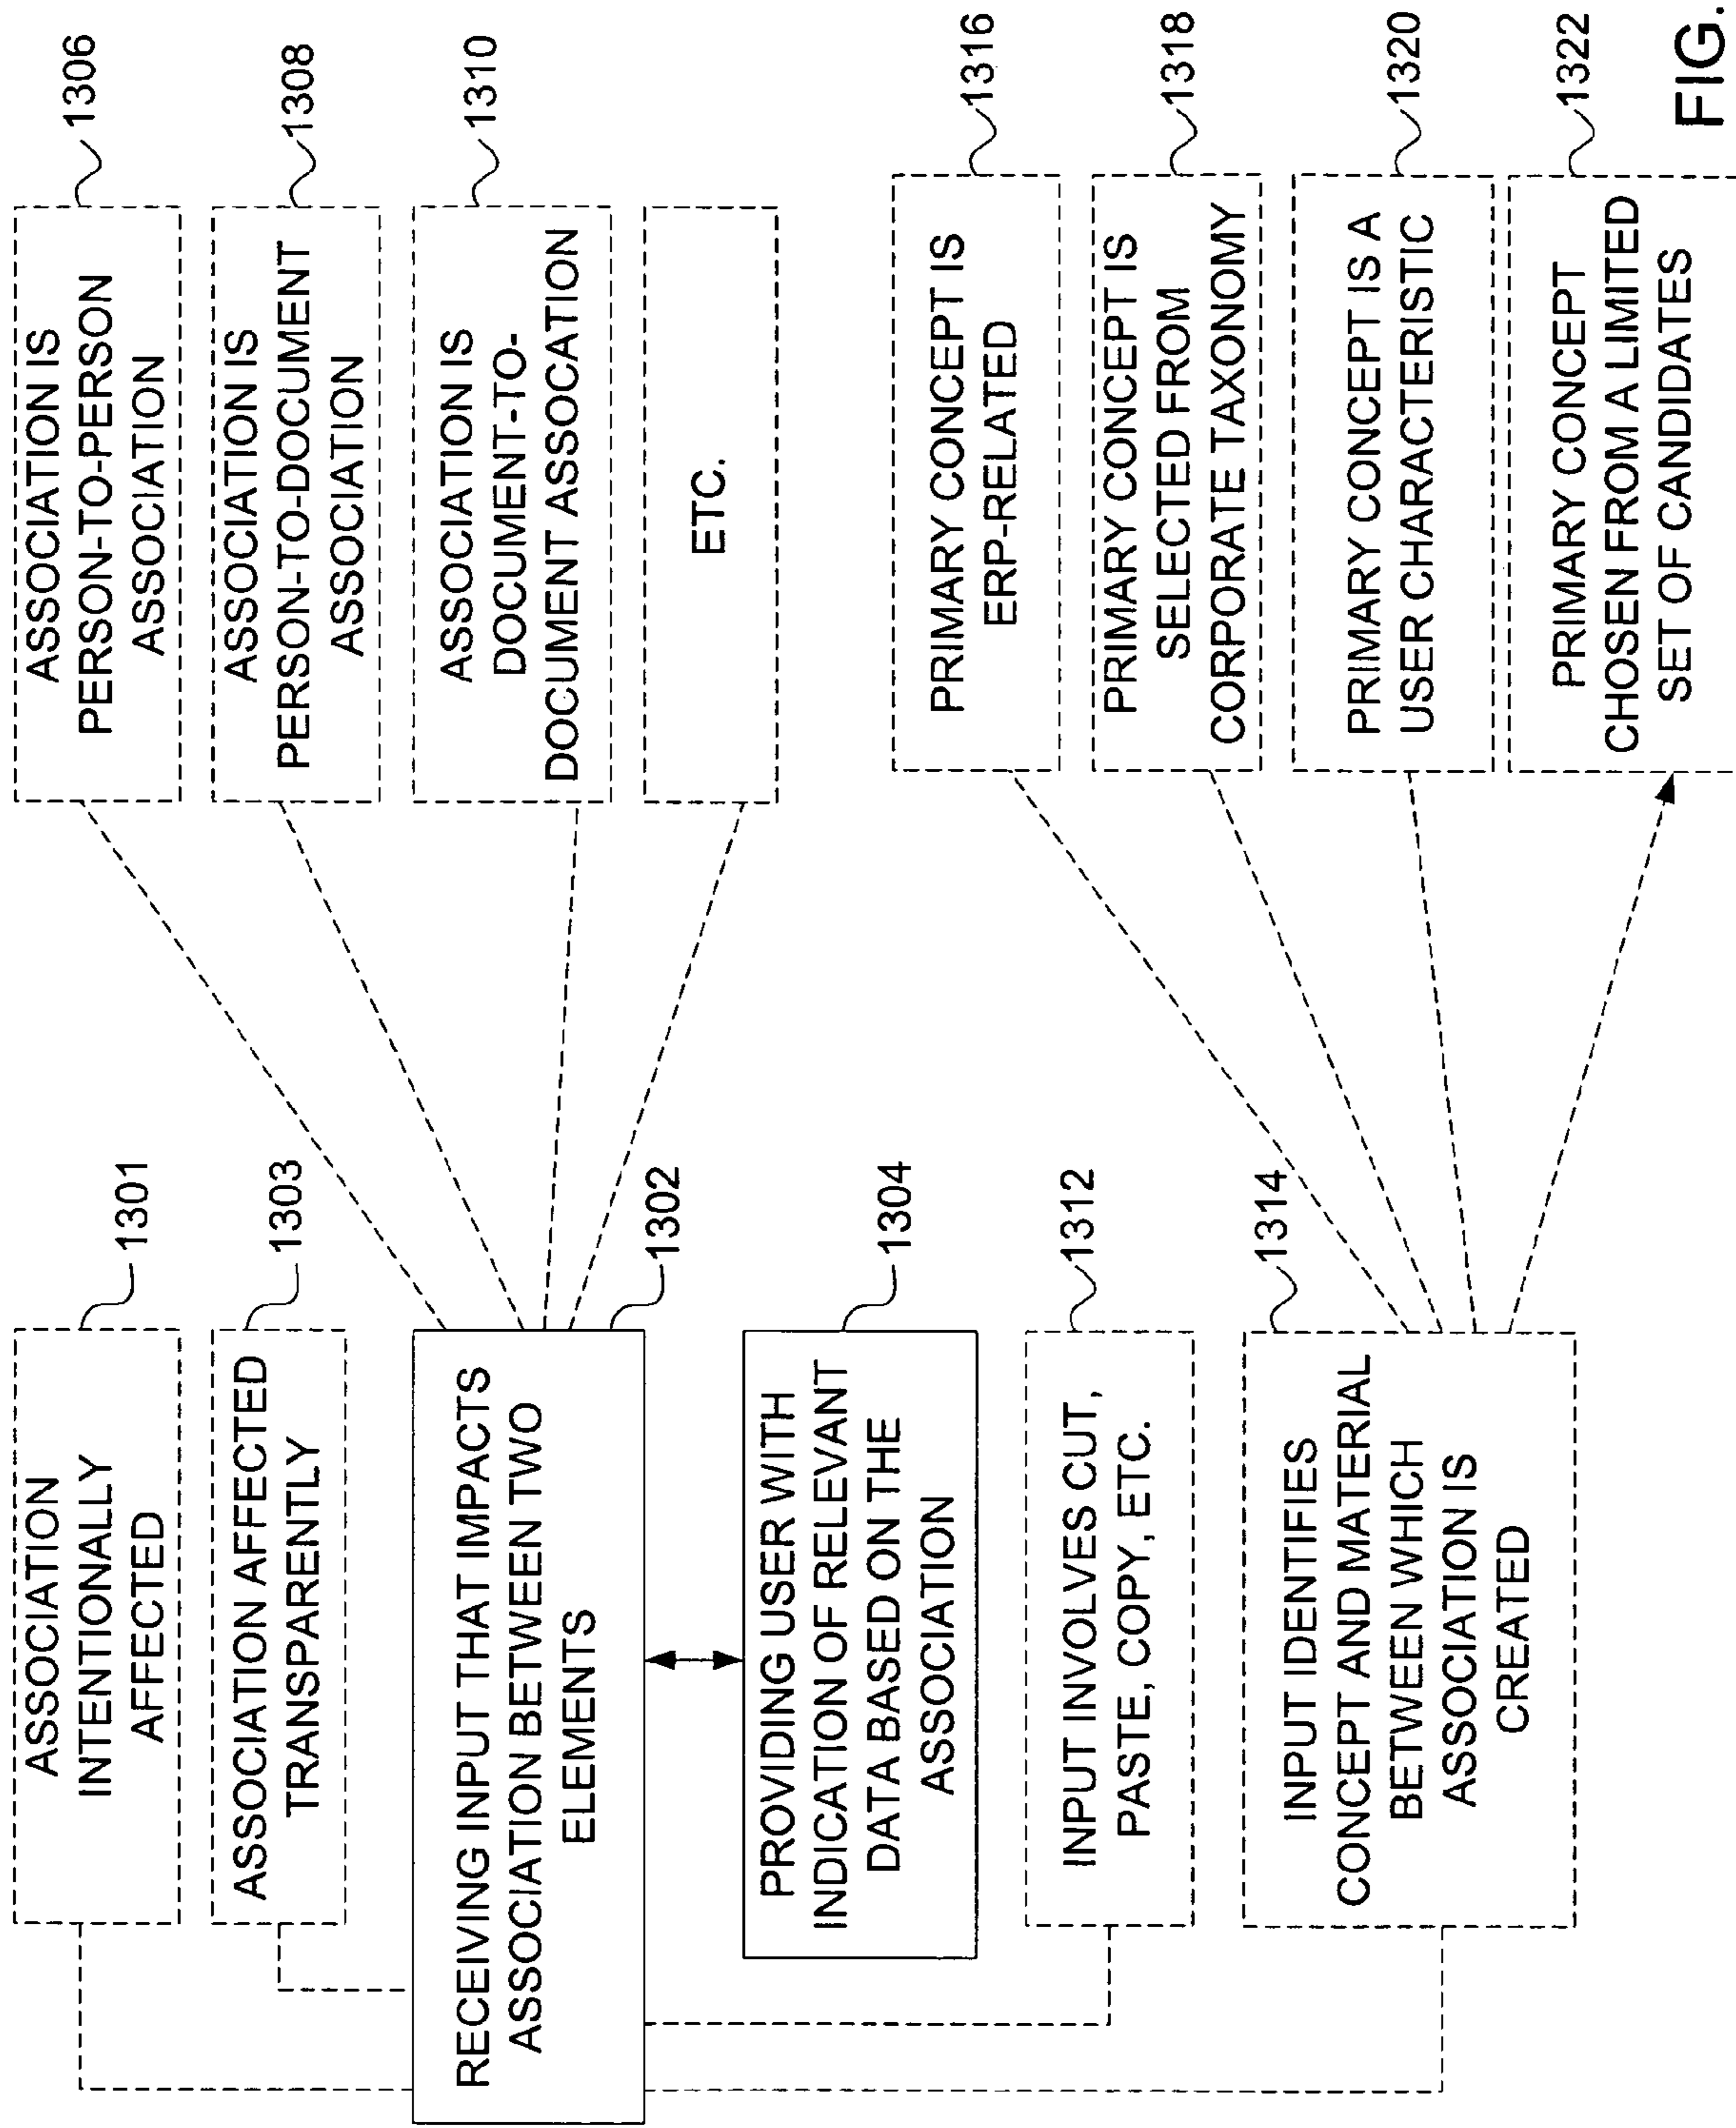 ASSOCIATION
INTENTIONALLY
AFFECTED
1301
ASSOCIATION AFFECTED
TRANSPARENTLY
1303
RECEIVING INPUT THAT IMPACTS
ASSOCIATION BETWEEN TWO
ELEMENTS
1302
PROVIDING USER WITH
INDICATION OF RELEVANT
DATA BASED ON THE
ASSOCIATION
1304
INPUT INVOLVES CUT,
PASTE, COPY, ETC.
1312
INPUT IDENTIFIES
CONCEPT AND MATERIAL
BETWEEN WHICH
ASSOCIATION IS
CREATED
1314
ASSOCIATION IS
PERSON-TO-PERSON
ASSOCIATION
1306
ASSOCIATION IS
PERSON-TO-DOCUMENT
ASSOCIATION
1308
ASSOCIATION IS
DOCUMENT-TO-
DOCUMENT ASSOCATION
1310
ETC.
PRIMARY CONCEPT IS
ERP-RELATED
1316
PRIMARY CONCEPT IS
SELECTED FROM
CORPORATE TAXONOMY
1318
PRIMARY CONCEPT IS A
USER CHARACTERISTIC
1320
PRIMARY CONCEPT
CHOSEN FROM A LIMITED
SET OF CANDIDATES
1322
FIG.